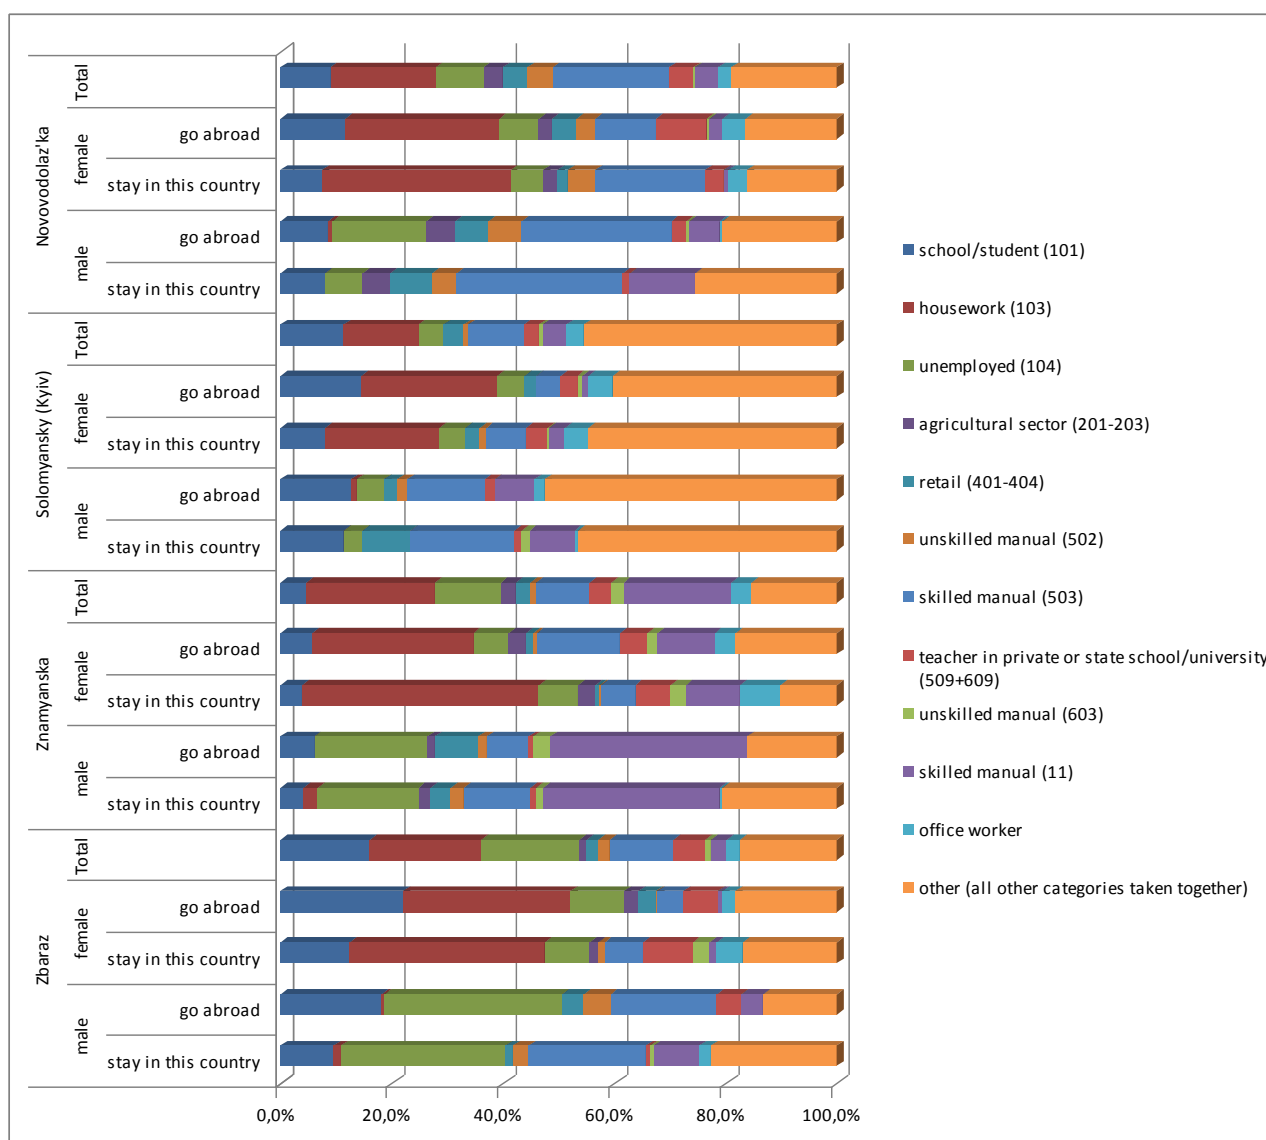 Novovodolaz'ka
Total
female
go abroad
stay in this country
male
go abroad
stay in this country
Solomyansky (Kyiv)
Total
female
go abroad
stay in this country
male
go abroad
stay in this country
Znamyanska
Total
female
go abroad
stay in this country
male
go abroad
stay in this country
Zbaraz
Total
female
go abroad
stay in this country
male
go abroad
stay in this country
0,0% 20,0% 40,0% 60,0% 80,0% 100,0%
school/student (101)
housework (103)
unemployed (104)
agricultural sector (201-203)
retail (401-404)
unskilled manual (502)
skilled manual (503)
teacher in private or state school/university
(509+609)
unskilled manual (603)
skilled manual (11)
office worker
other (all other categories taken together)